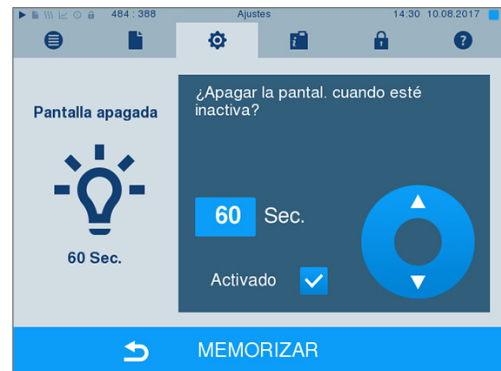 484 : 388 Ajustes 14:30 10.08.2017
Pantalla apagada
60 Sec.
¿Apagar la pantal. cuando esté
inactiva?
60 Sec.
Activado
MEMORIZAR